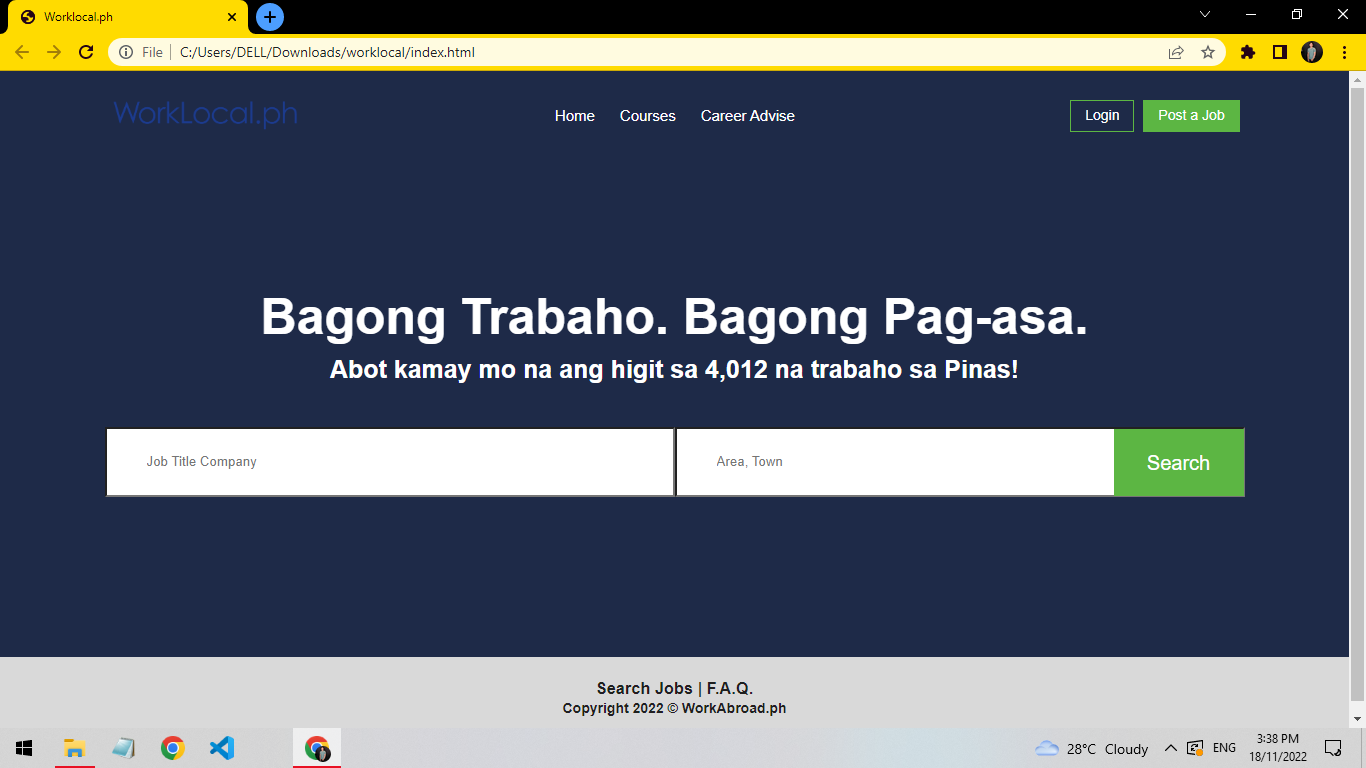 Worklocal.ph
File C:/Users/DELL/Downloads/worklocal/index.html
WorkLocal.ph
Home Courses Career Advise
Login Post a Job
Bagong Trabaho. Bagong Pag-asa.
Abot kamay mo na ang higit sa 4,012 na trabaho sa Pinas!
Job Title Company Area, Town Search
Search Jobs | F.A.Q.
Copyright 2022 © WorkAbroad.ph
28°C Cloudy ENG 3:38 PM
18/11/2022